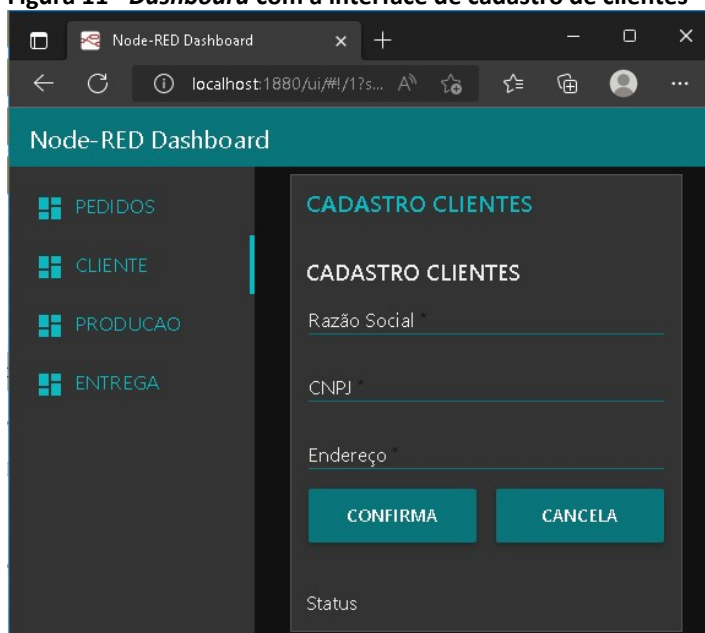 Figura 11 - Dashboard com a interface de cadastro de clientes
Node-RED Dashboard
localhost:1880/ui/#!/1?s...
Node-RED Dashboard
PEDIDOS
CLIENTE
PRODUCAO
ENTREGA
CADASTRO CLIENTES
CADASTRO CLIENTES
Razão Social *
CNPJ *
Endereço *
CONFIRMA
CANCELA
Status